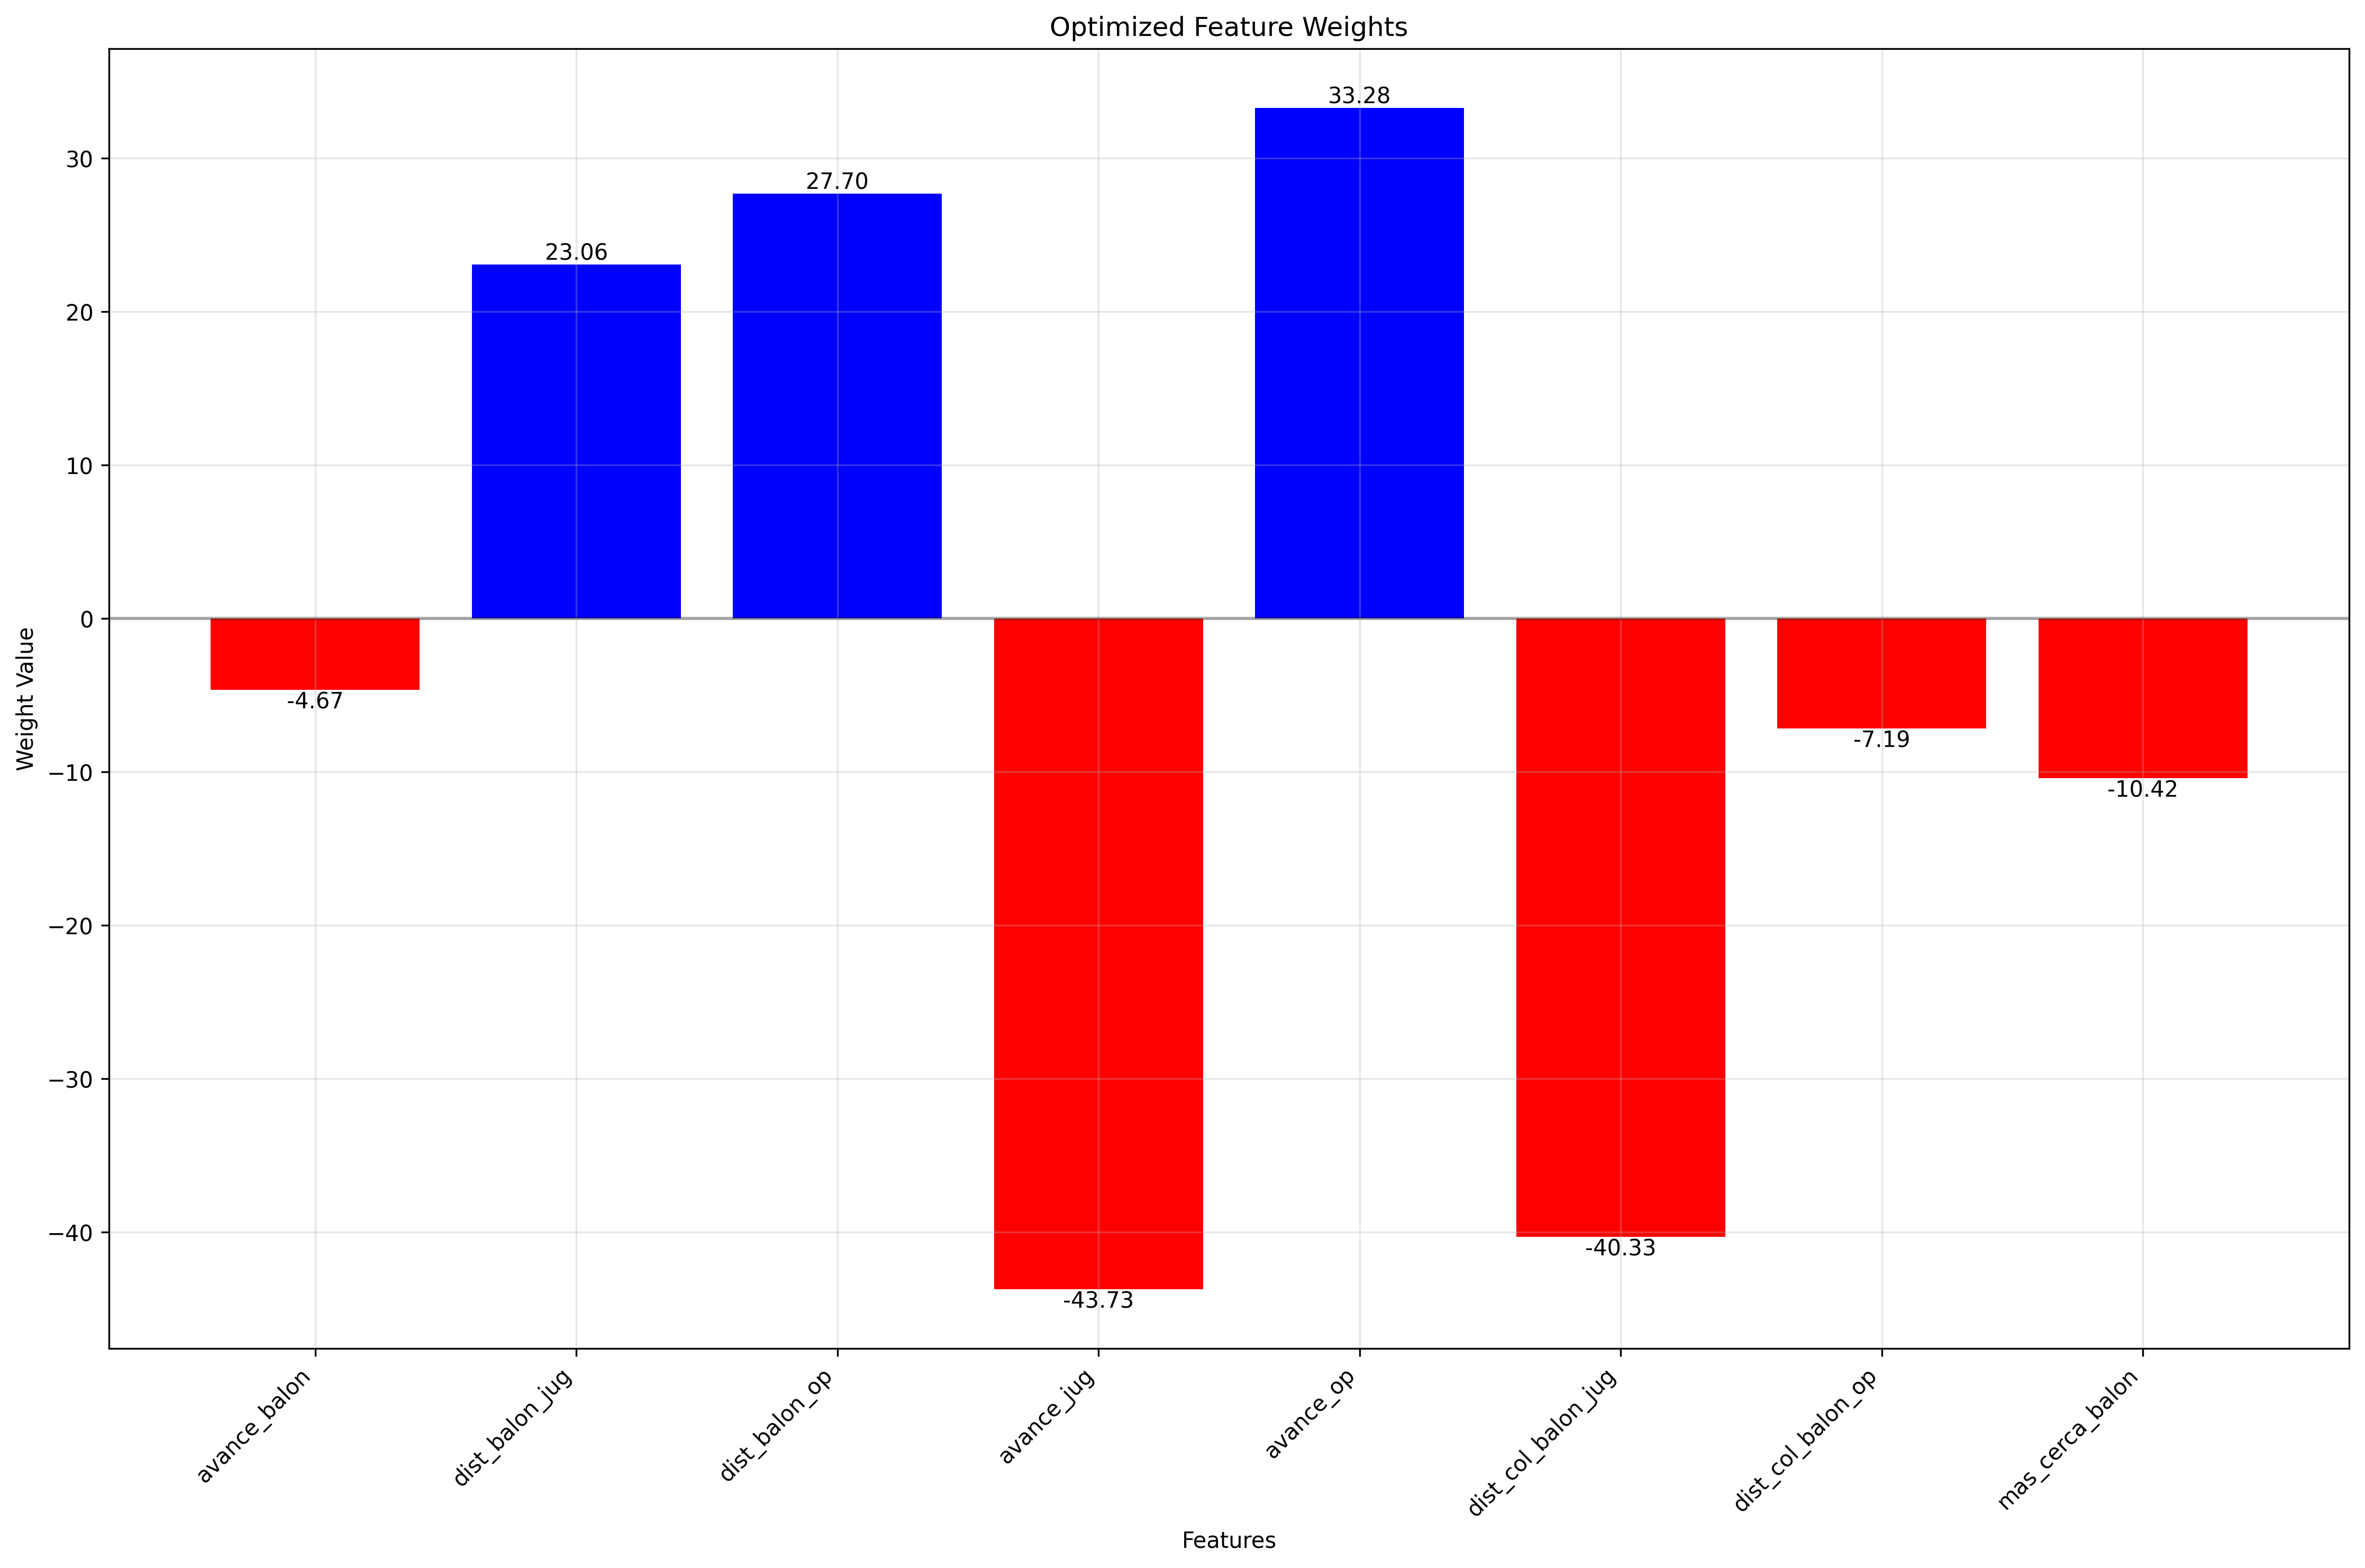 Optimized Feature Weights
33.28
27.70
23.06
-4.67
-7.19
-10.42
-40.33
-43.73
30
20
10
0
−10
−20
−30
−40
Weight Value
avance_balon
dist_balon_jug
dist_balon_op
avance_jug
avance_op
dist_col_balon_jug
dist_col_balon_op
mas_cerca_balon
Features